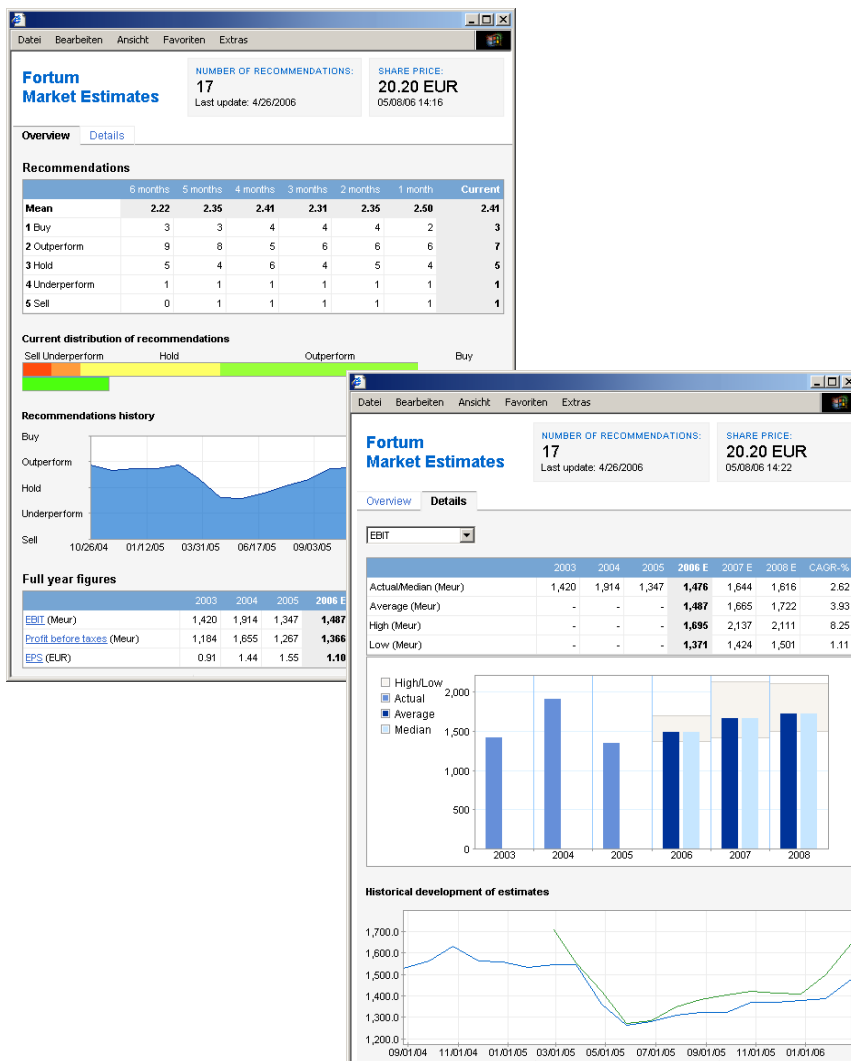 Datei Bearbeiten Ansicht Favoriten Extras
Fortum
Market Estimates
NUMBER OF RECOMMENDATIONS:
17
Last update: 4/26/2006
SHARE PRICE:
20.20 EUR
05/08/06 14:16
Overview Details
Recommendations
6 months 5 months 4 months 3 months 2 months 1 month Current
Mean 2.22 2.35 2.41 2.31 2.35 2.50 2.41
1 Buy 3 3 4 4 4 2 3
2 Outperform 9 8 5 6 6 6 7
3 Hold 5 4 6 4 5 4 5
4 Underperform 1 1 1 1 1 1 1
5 Sell 0 1 1 1 1 1 1
Current distribution of recommendations
Sell Underperform Hold Outperform Buy
Recommendations history
Buy
Outperform
Hold
Underperform
Sell
10/26/04 01/12/05 03/31/05 06/17/05 09/03/05
Full year figures
2003 2004 2005 2006 E
EBIT (Meur) 1,420 1,914 1,347 1,487
Profit before taxes (Meur) 1,184 1,655 1,267 1,366
EPS (EUR) 0.91 1.44 1.55 1.10
Datei Bearbeiten Ansicht Favoriten Extras
Fortum
Market Estimates
NUMBER OF RECOMMENDATIONS:
17
Last update: 4/26/2006
SHARE PRICE:
20.20 EUR
05/08/06 14:22
Overview Details
EBIT
2003 2004 2005 2006 E 2007 E 2008 E CAGR-%
Actual/Median (Meur) 1,420 1,914 1,347 1,476 1,644 1,616 2.62
Average (Meur) - - - 1,487 1,665 1,722 3.93
High (Meur) - - - 1,695 2,137 2,111 8.25
Low (Meur) - - - 1,371 1,424 1,501 1.11
High/Low
Actual
Average
Median
2,000
1,500
1,000
500
0
2003 2004 2005 2006 2007 2008
Historical development of estimates
1,700.0
1,600.0
1,500.0
1,400.0
1,300.0
1,200.0
09/01/04 11/01/04 01/01/05 03/01/05 05/01/05 07/01/05 09/01/05 11/01/05 01/01/06